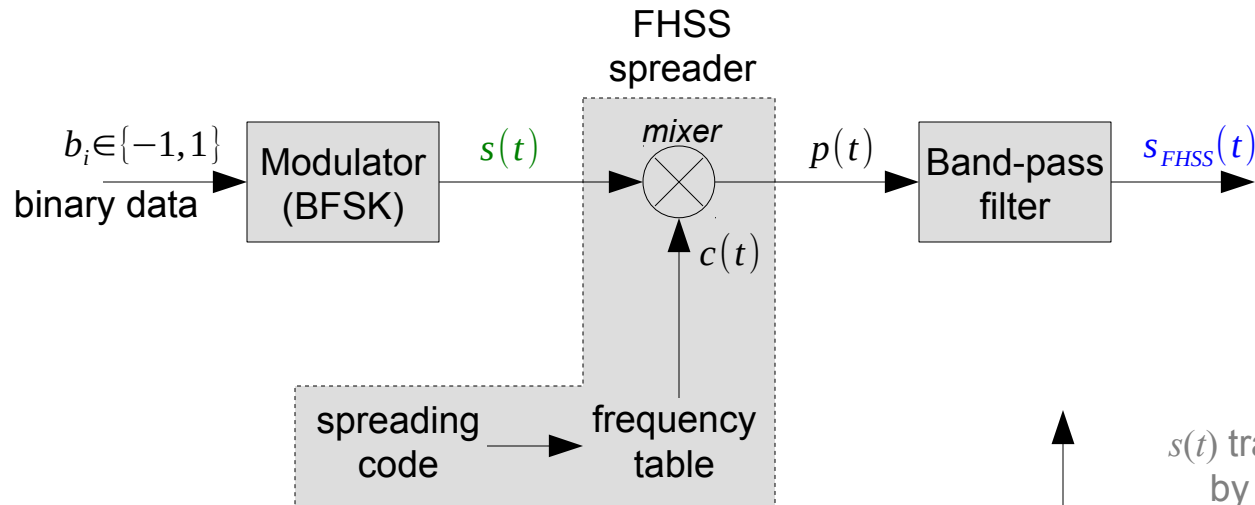 FHSS
spreader
b_i∈{−1,1}
binary data
Modulator
(BFSK)
s(t)
mixer
p(t)
Band-pass
filter
s_FHSS(t)
c(t)
spreading
code
frequency
table
s(t)
by